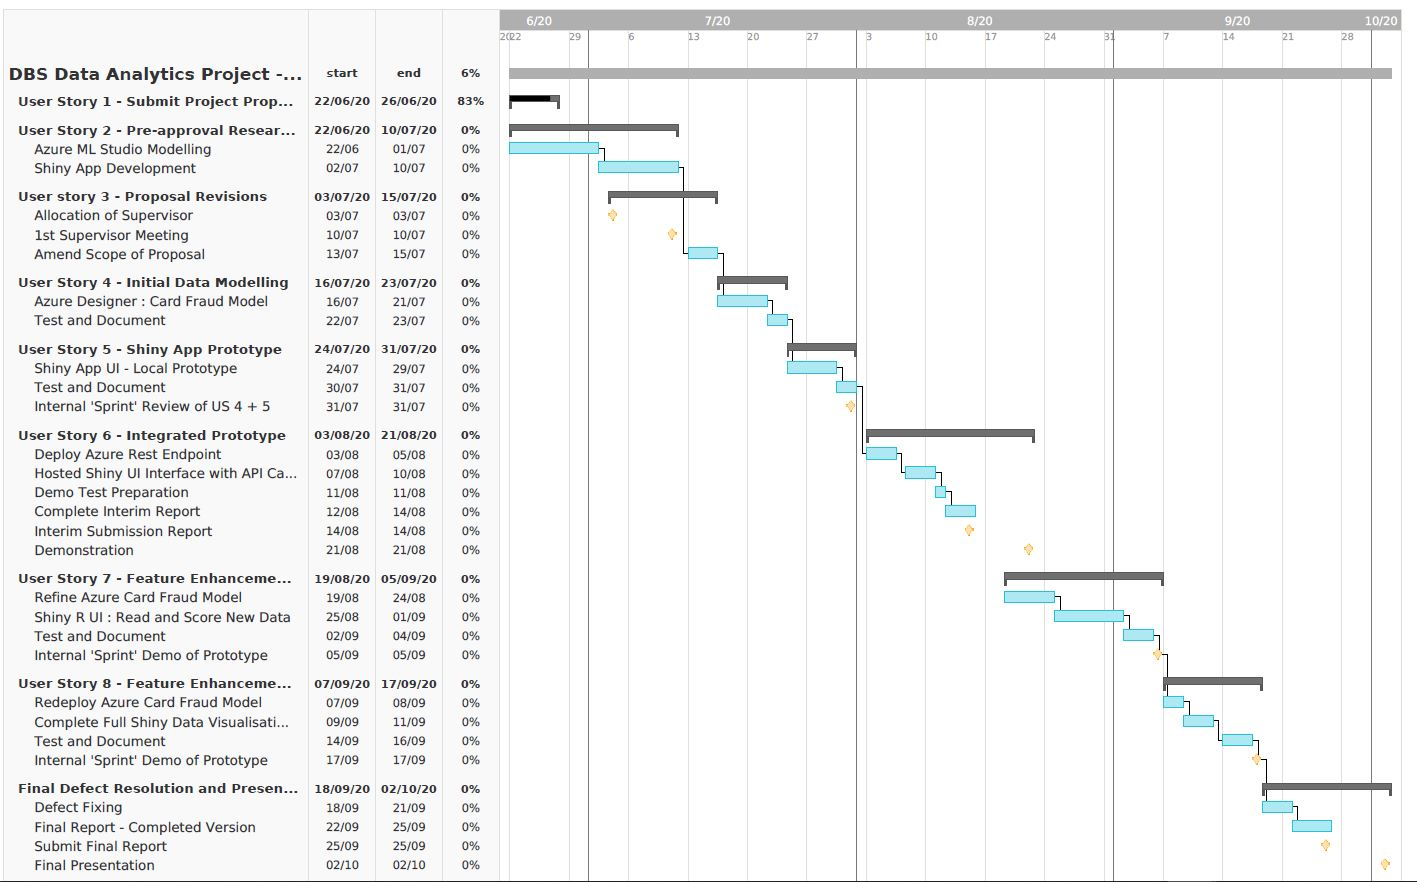 6/20 7/20 8/20 9/20 10/20
22 29 6 13 20 27 3 10 17 24 31 7 14 21 28
DBS Data Analytics Project -... start end 6%
User Story 1 - Submit Project Prop... 22/06/20 26/06/20 83%
User Story 2 - Pre-approval Resear... 22/06/20 10/07/20 0%
Azure ML Studio Modelling 22/06 01/07 0%
Shiny App Development 02/07 10/07 0%
User story 3 - Proposal Revisions 03/07/20 15/07/20 0%
Allocation of Supervisor 03/07 03/07 0%
1st Supervisor Meeting 10/07 10/07 0%
Amend Scope of Proposal 13/07 15/07 0%
User Story 4 - Initial Data Modelling 16/07/20 23/07/20 0%
Azure Designer : Card Fraud Model 16/07 21/07 0%
Test and Document 22/07 23/07 0%
User Story 5 - Shiny App Prototype 24/07/20 31/07/20 0%
Shiny App UI - Local Prototype 24/07 29/07 0%
Test and Document 30/07 31/07 0%
Internal 'Sprint' Review of US 4 + 5 31/07 31/07 0%
User Story 6 - Integrated Prototype 03/08/20 21/08/20 0%
Deploy Azure Rest Endpoint 03/08 05/08 0%
Hosted Shiny UI Interface with API Ca... 07/08 10/08 0%
Demo Test Preparation 11/08 11/08 0%
Complete Interim Report 12/08 14/08 0%
Interim Submission Report 14/08 14/08 0%
Demonstration 21/08 21/08 0%
User Story 7 - Feature Enhanceme... 19/08/20 05/09/20 0%
Refine Azure Card Fraud Model 19/08 24/08 0%
Shiny R UI : Read and Score New Data 25/08 01/09 0%
Test and Document 02/09 04/09 0%
Internal 'Sprint' Demo of Prototype 05/09 05/09 0%
User Story 8 - Feature Enhanceme... 07/09/20 17/09/20 0%
Redeploy Azure Card Fraud Model 07/09 08/09 0%
Complete Full Shiny Data Visualisati... 09/09 11/09 0%
Test and Document 14/09 16/09 0%
Internal 'Sprint' Demo of Prototype 17/09 17/09 0%
Final Defect Resolution and Presen... 18/09/20 02/10/20 0%
Defect Fixing 18/09 21/09 0%
Final Report - Completed Version 22/09 25/09 0%
Submit Final Report 25/09 25/09 0%
Final Presentation 02/10 02/10 0%